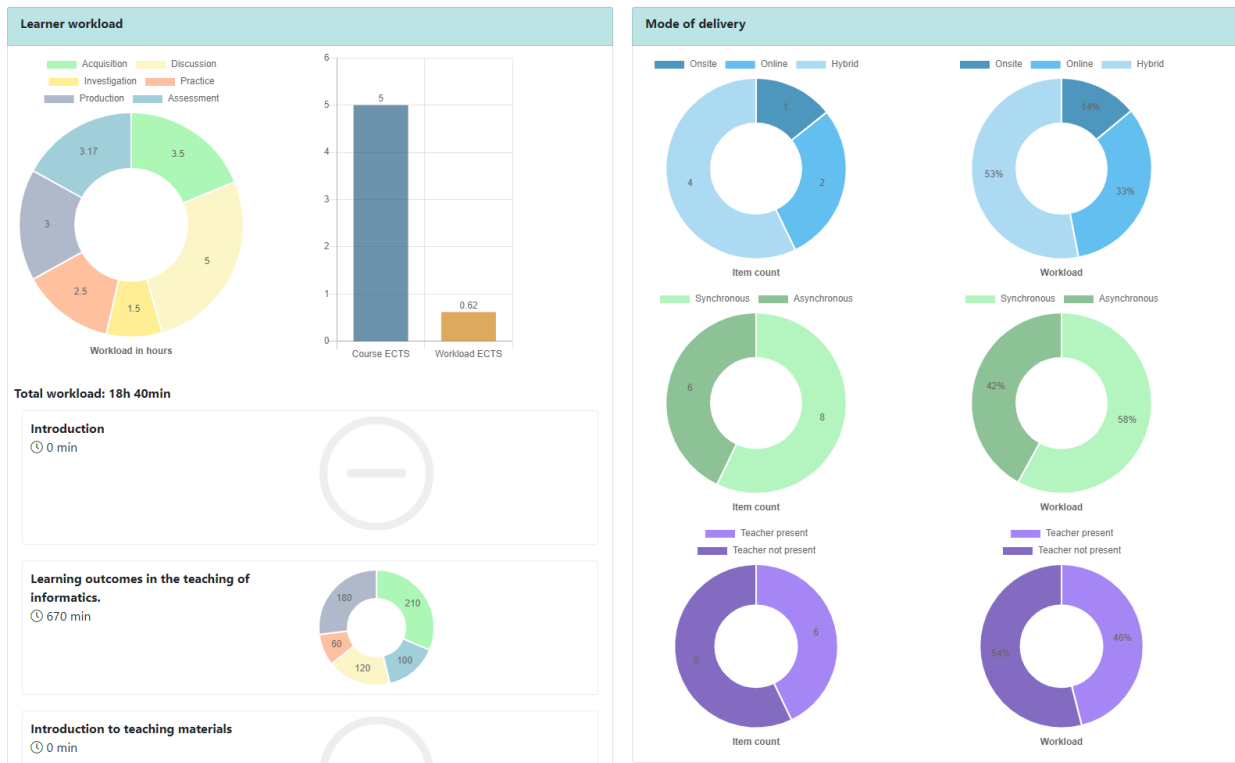 Learner workload
Acquisition Discussion
Investigation Practice
Production Assessment
3.5
5
1.5
2.5
3
3.17
Workload in hours
6
5
4
3
2
1
0
5
0.62
Course ECTS Workload ECTS
Total workload: 18h 40min
Introduction
0 min
Learning outcomes in the teaching of
informatics.
670 min
210
100
120
60
180
Introduction to teaching materials
0 min
Mode of delivery
Onsite Online Hybrid
1
2
4
Item count
Onsite Online Hybrid
14%
33%
53%
Workload
Synchronous Asynchronous
8
6
Item count
Synchronous Asynchronous
58%
42%
Workload
Teacher present
Teacher not present
6
8
Item count
Teacher present
Teacher not present
46%
54%
Workload